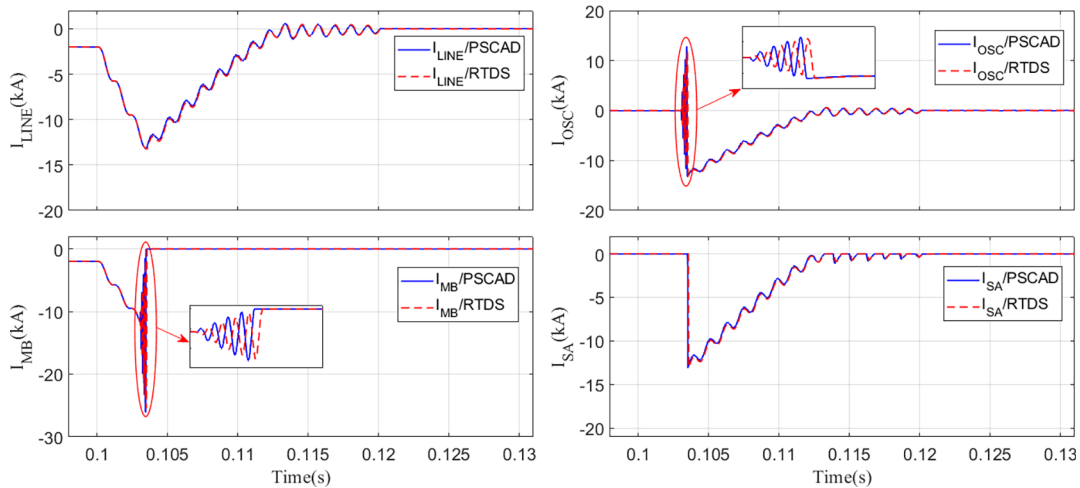 0
-5
-10
-15
-20
I_LINE(kA)
I_LINE/PSCAD
I_LINE/RTDS
20
10
0
-10
-20
I_OSC(kA)
I_OSC/PSCAD
I_OSC/RTDS
0
-10
-20
-30
I_MB(kA)
I_MB/PSCAD
I_MB/RTDS
0.1 0.105 0.11 0.115 0.12 0.125 0.13
Time(s)
0
-5
-10
-15
-20
I_SA(kA)
I_SA/PSCAD
I_SA/RTDS
0.1 0.105 0.11 0.115 0.12 0.125 0.13
Time(s)